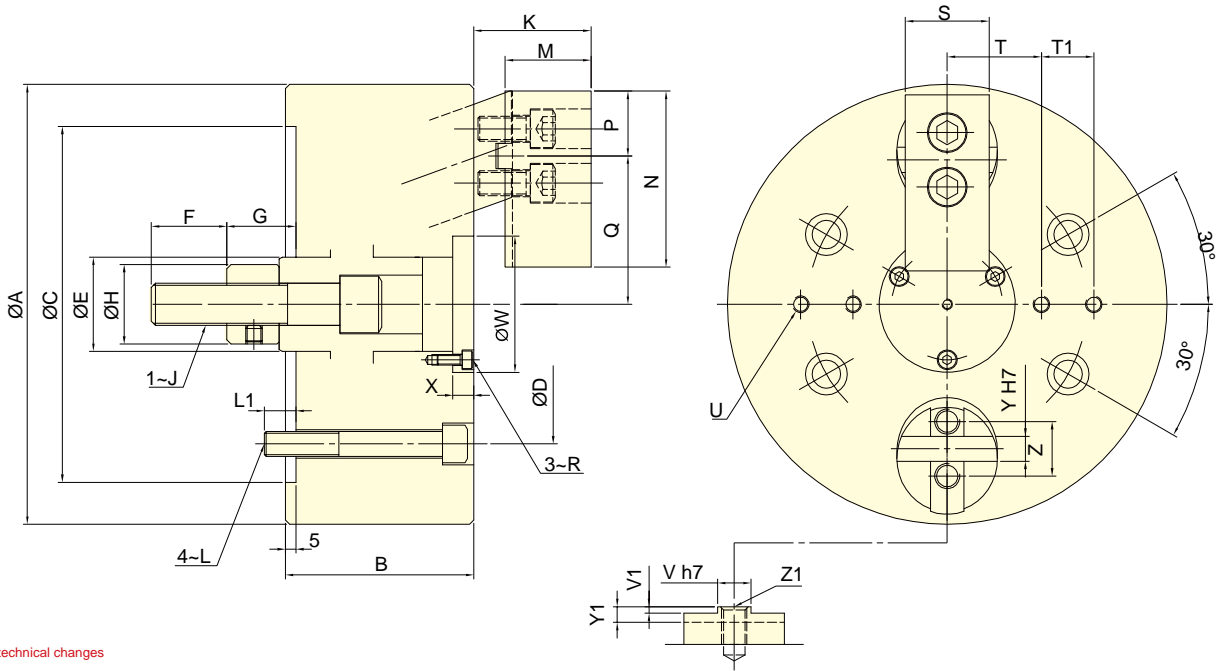 K
M
P
N
Q
F
G
ØA
ØC
ØE
ØH
1~J
L1
ØW
X
ØD
3~R
4~L
5
B
S
T
T1
30°
30°
U
Y H7
Z
V h7
Z1
V1
Y1
technical changes